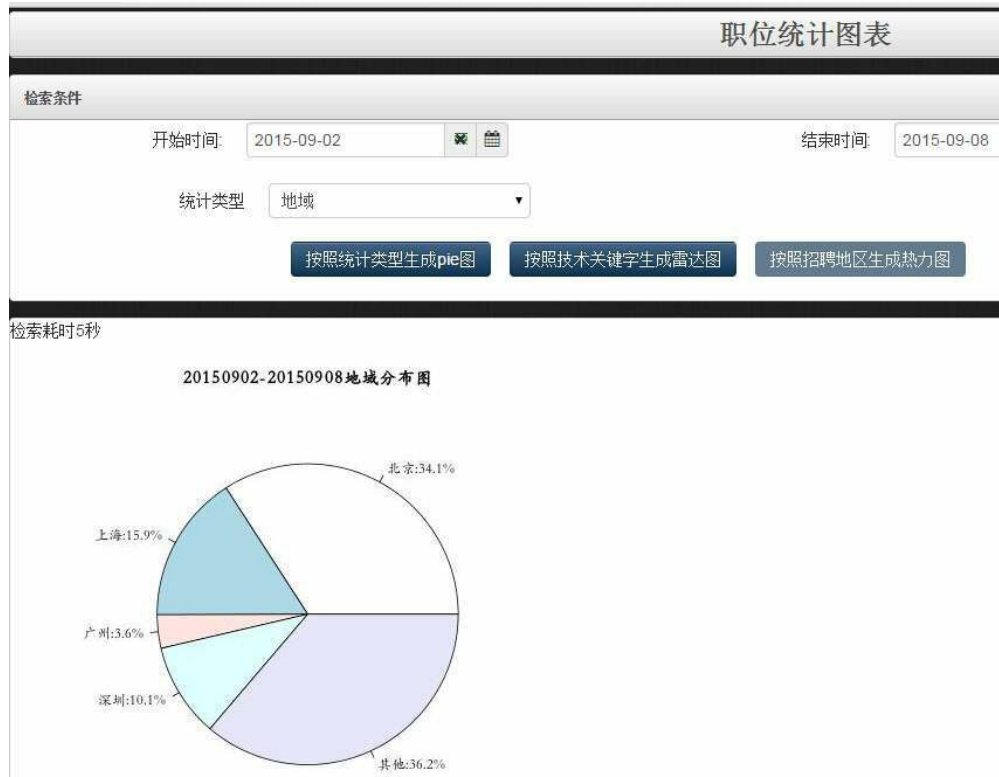 职位统计图表
检索条件
开始时间: 2015-09-02 结束时间: 2015-09-08
统计类型 地域
按照统计类型生成pie图 按照技术关键字生成雷达图 按照招聘地区生成热力图
检索耗时5秒
20150902-20150908地域分布图
北京:34.1%
上海:15.9%
广州:3.6%
深圳:10.1%
其他:36.2%